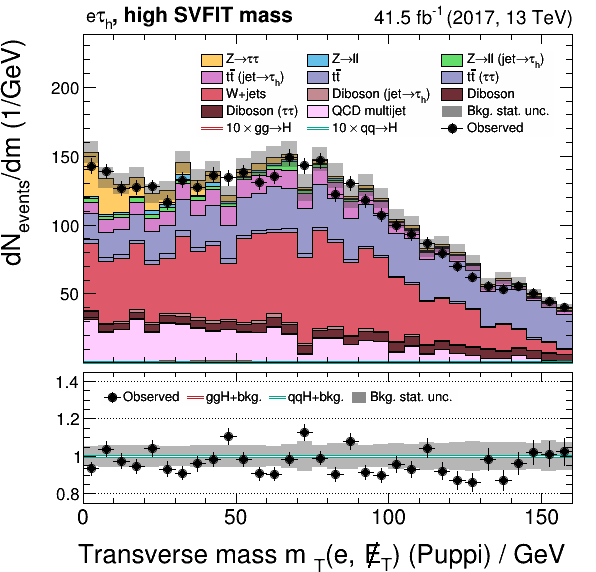 eτh, high SVFIT mass 41.5 fb⁻¹ (2017, 13 TeV)
dNevents/dm (1/GeV)
200
150
100
50
Z→ττ Z→ll Z→ll (jet→τh)
tt̄ (jet→τh) tt̄ tt̄ (ττ)
W+jets Diboson (jet→τh) Diboson
Diboson (ττ) QCD multijet Bkg. stat. unc.
10 × gg→H 10 × qq→H Observed
1.4
1.2
1
0.8
Observed ggH+bkg. qqH+bkg. Bkg. stat. unc.
0 50 100 150
Transverse mass m T(e, E̸T) (Puppi) / GeV